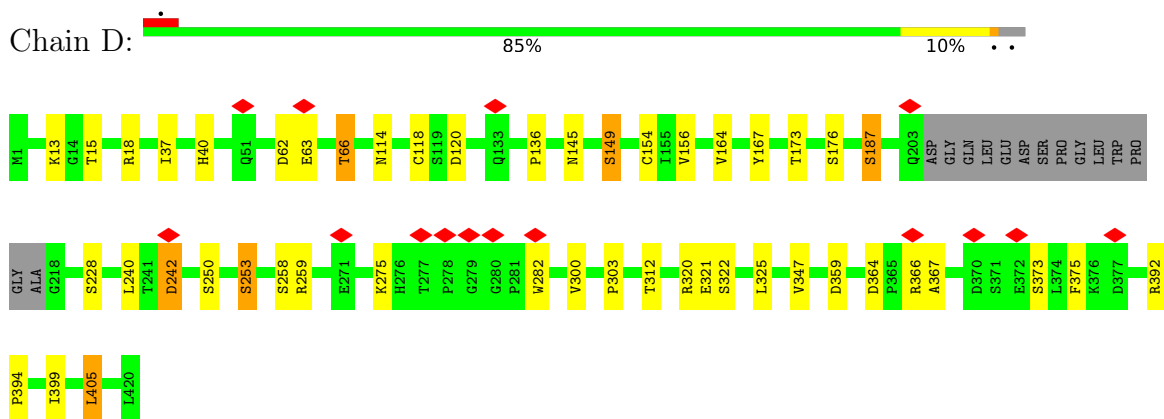 Chain D:
85% 10%
M1 K13 G14 T15 R18 I37 H40 Q51 D62 E63 T66 N114 C118 S119 D120 Q133 P136 N145 S149 C154 I155 V156 V164 Y167 T173 S176 S187 Q203 ASP GLY GLN LEU GLU ASP SER PRO GLY LEU TRP PRO
GLY ALA G218 S228 L240 T241 D242 S250 S253 S258 R259 E271 K275 H276 T277 P278 G279 G280 P281 W282 V300 P303 T312 R320 E321 S322 L325 V347 D359 D364 P365 R366 A367 D370 S371 E372 S373 L374 F375 K376 D377 R392
P394 I399 L405 L420